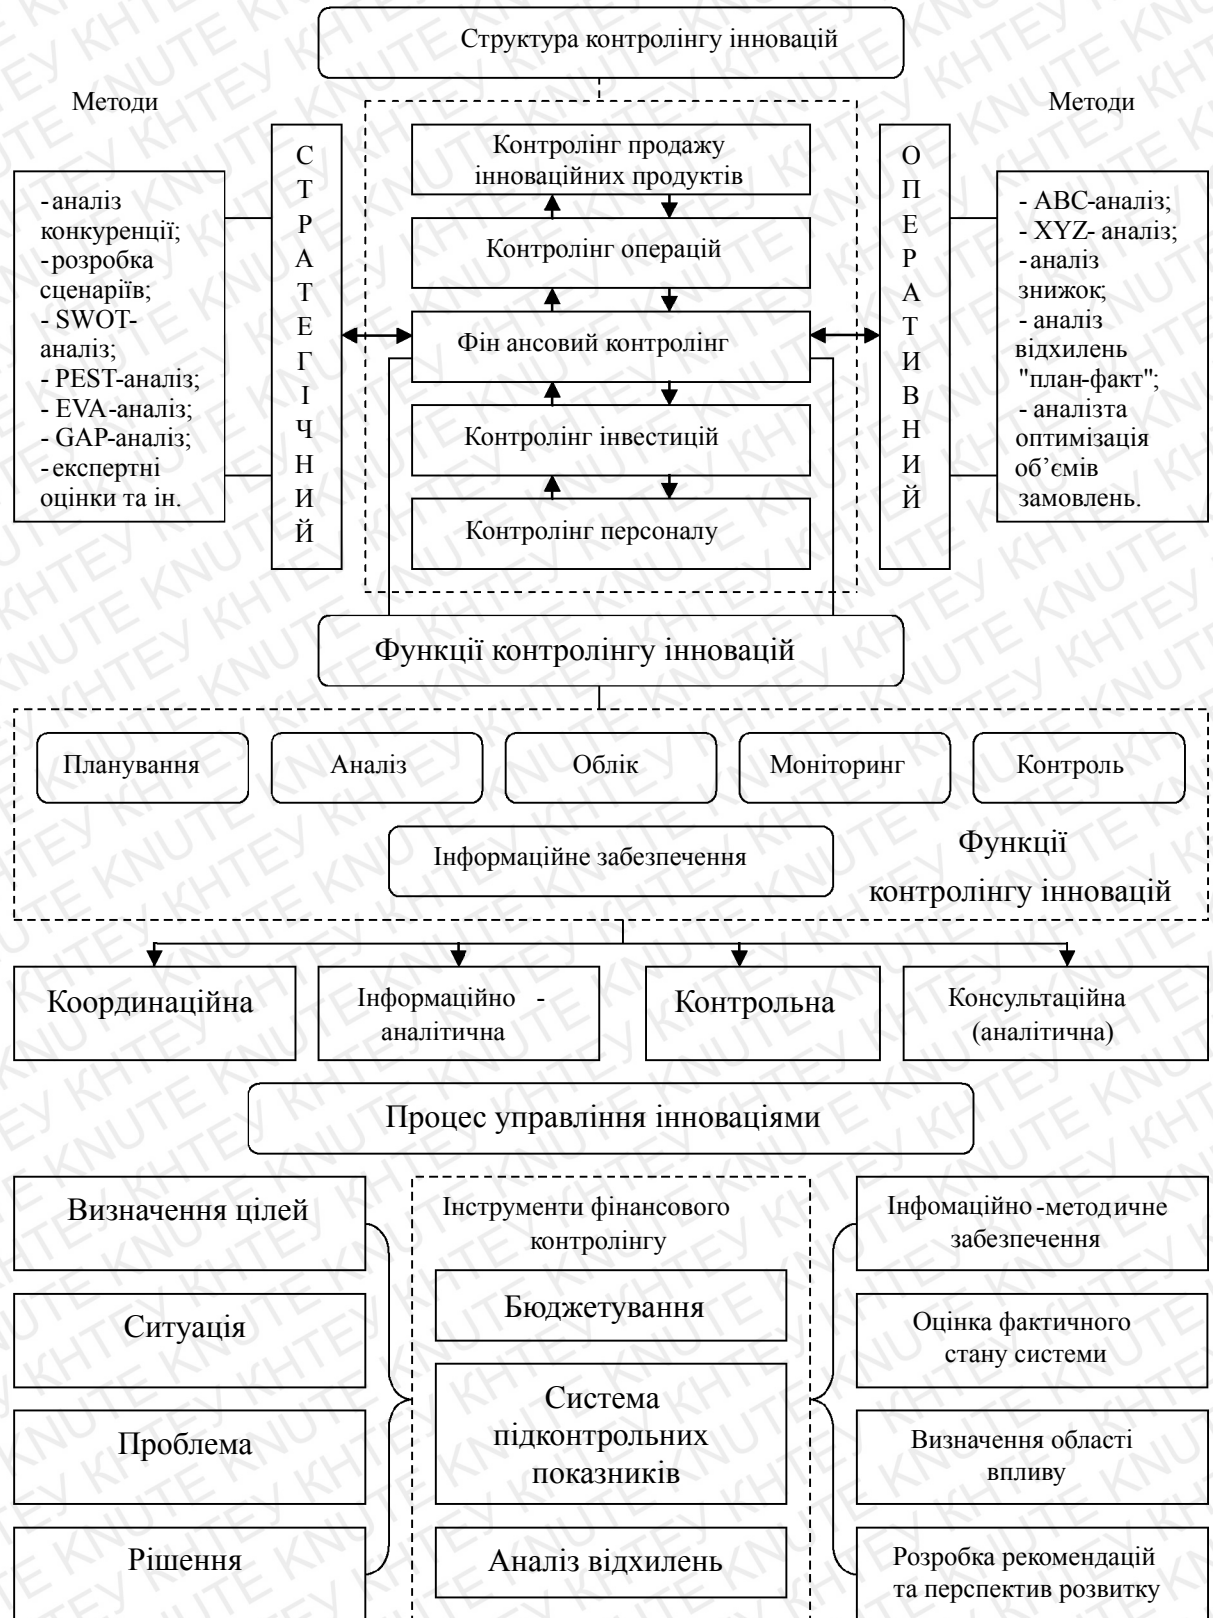 Структура контролінгу інновацій
Методи
Методи
СТРАТЕГІЧНИЙ
ОПЕРАТИВНИЙ
-аналіз
конкуренції;
-розробка
сценаріїв;
- SWOT-
аналіз;
- PEST-аналіз;
- EVA-аналіз;
- GAP-аналіз;
-експертні
оцінки та ін.
Контролінг продажу
інноваційних продуктів
Контролінг операцій
Фін ансовий контролінг
Контролінг інвестицій
Контролінг персоналу
- ABC-аналіз;
- XYZ- аналіз;
-аналіз
знижок;
- аналіз
відхилень
"план-факт";
- аналізта
оптимізація
об’ємів
замовлень.
Функції контролінгу інновацій
Планування
Аналіз
Облік
Моніторинг
Контроль
Інформаційне забезпечення
Функції
контролінгу інновацій
Координаційна
Інформаційно -
аналітична
Контрольна
Консультаційна
(аналітична)
Процес управління інноваціями
Визначення цілей
Ситуація
Проблема
Рішення
Інструменти фінансового
контролінгу
Бюджетування
Система
підконтрольних
показників
Аналіз відхилень
Інфомаційно-методичне
забезпечення
Оцінка фактичного
стану системи
Визначення області
впливу
Розробка рекомендацій
та перспектив розвитку